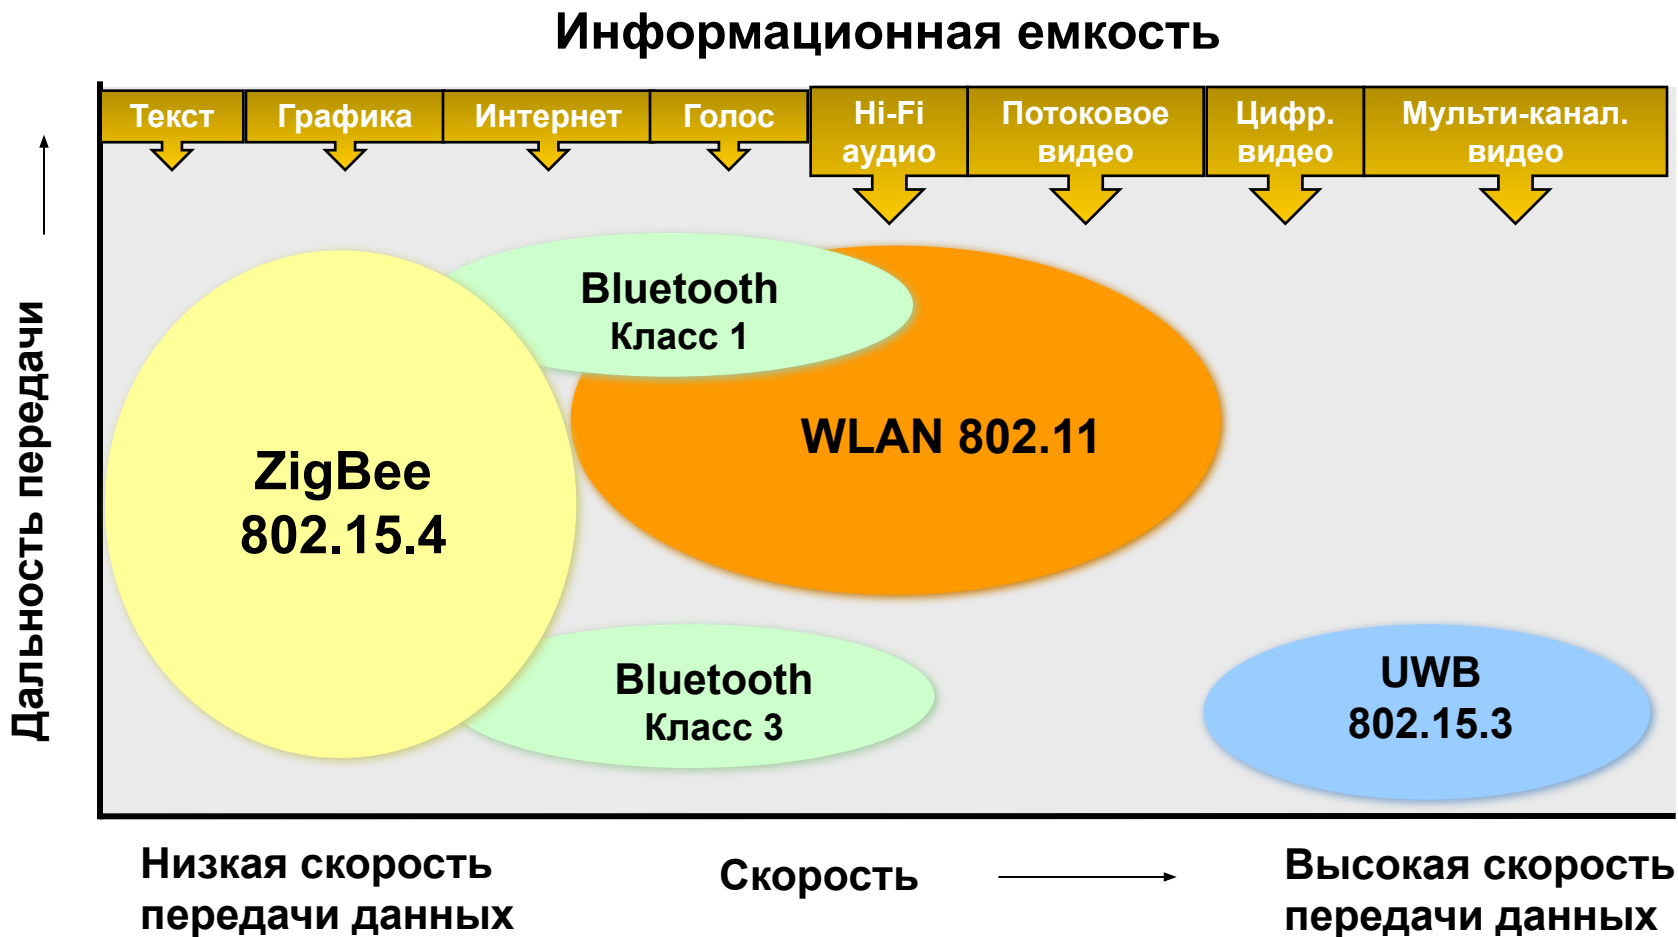 Информационная емкость
Текст
Графика
Интернет
Голос
Hi-Fi
аудио
Потоковое
видео
Цифр.
видео
Мульти-канал.
видео
Дальность передачи
Bluetooth
Класс 1
WLAN 802.11
ZigBee
802.15.4
Bluetooth
Класс 3
UWB
802.15.3
Низкая скорость
передачи данных
Скорость
Высокая скорость
передачи данных